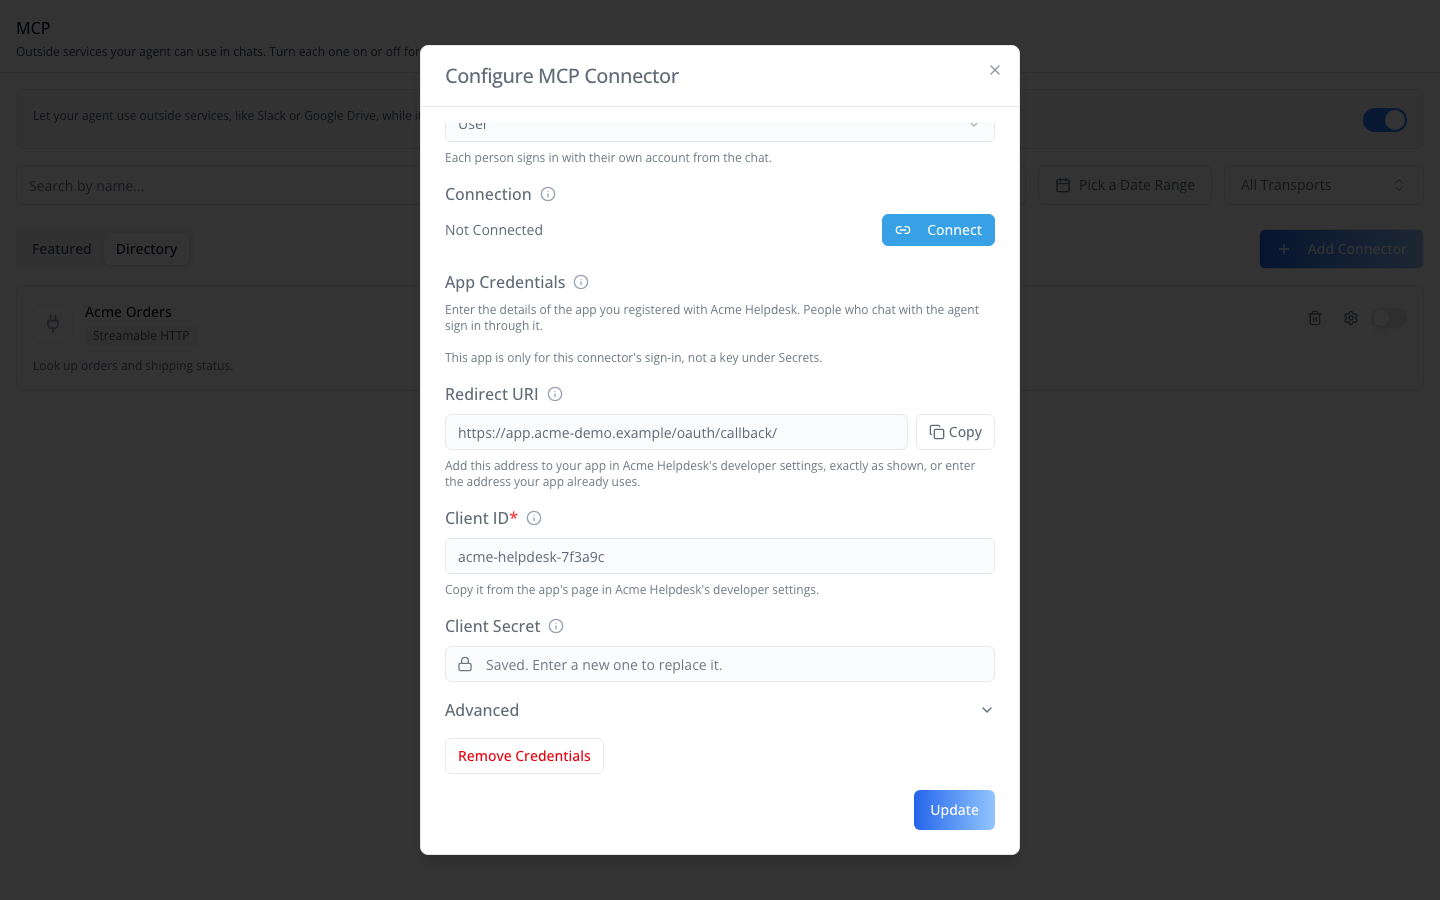 MCP
Outside services your agent can use in chats. Turn each one on or off for
Configure MCP Connector
Let your agent use outside services, like Slack or Google Drive, while it
User
Each person signs in with their own account from the chat.
Search by name...
Pick a Date Range
All Transports
Connection
Not Connected
Connect
Featured
Directory
Add Connector
App Credentials
Enter the details of the app you registered with Acme Helpdesk. People who chat with the agent
sign in through it.
This app is only for this connector's sign-in, not a key under Secrets.
Acme Orders
Streamable HTTP
Look up orders and shipping status.
Redirect URI
https://app.acme-demo.example/oauth/callback/
Copy
Add this address to your app in Acme Helpdesk's developer settings, exactly as shown, or enter
the address your app already uses.
Client ID*
acme-helpdesk-7f3a9c
Copy it from the app's page in Acme Helpdesk's developer settings.
Client Secret
Saved. Enter a new one to replace it.
Advanced
Remove Credentials
Update